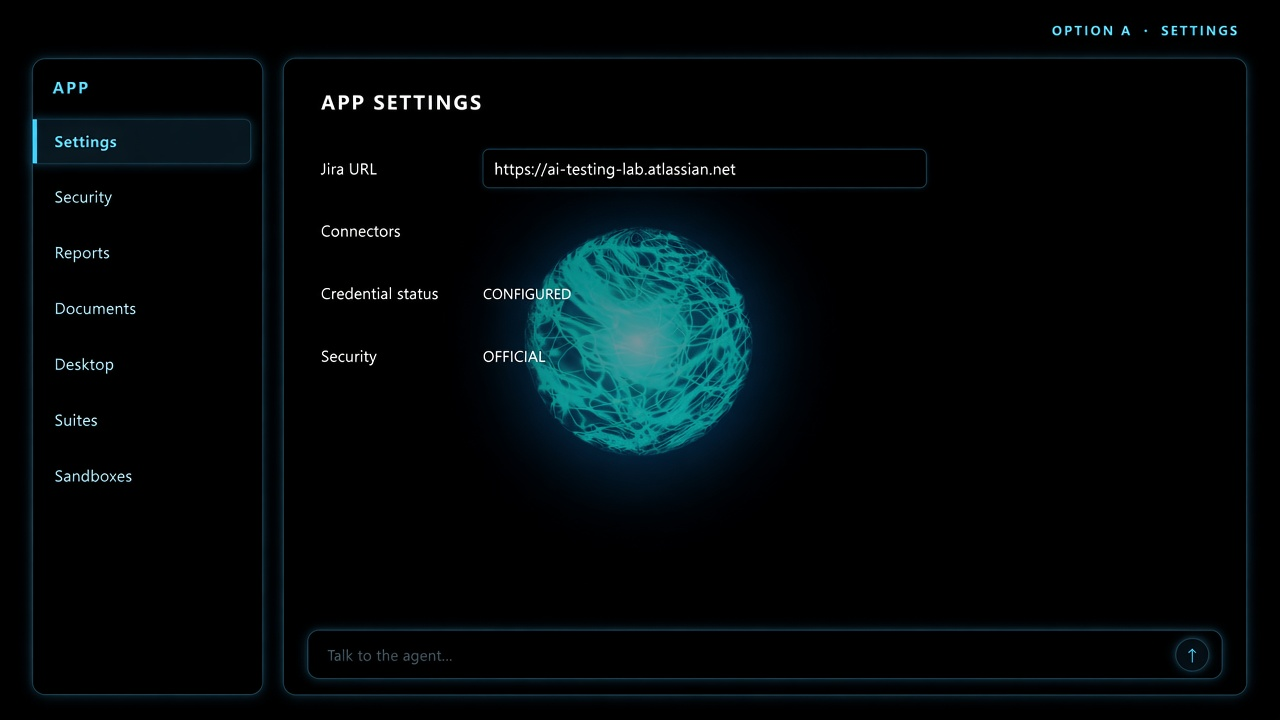 OPTION A · SETTINGS
APP
Settings
Security
Reports
Documents
Desktop
Suites
Sandboxes
APP SETTINGS
Jira URL https://ai-testing-lab.atlassian.net
Connectors
Credential status CONFIGURED
Security OFFICIAL
Talk to the agent...